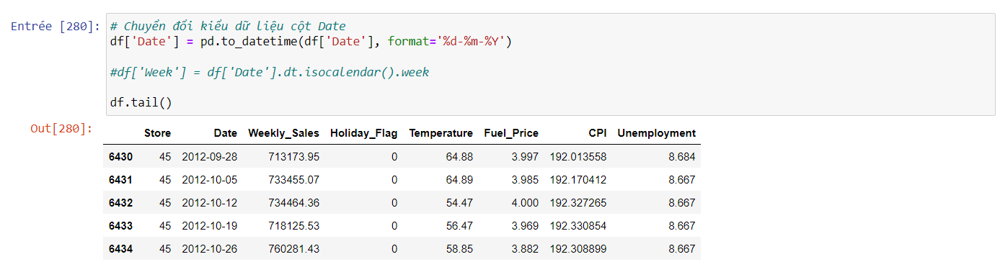 Entrée [280]: # Chuyển đổi kiểu dữ liệu cột Date
df['Date'] = pd.to_datetime(df['Date'], format='%d-%m-%Y')
#df['Week'] = df['Date'].dt.isocalendar().week
df.tail()
Out[280]:
Store Date Weekly_Sales Holiday_Flag Temperature Fuel_Price CPI Unemployment
6430 45 2012-09-28 713173.95 0 64.88 3.997 192.013558 8.684
6431 45 2012-10-05 733455.07 0 64.89 3.985 192.170412 8.667
6432 45 2012-10-12 734464.36 0 54.47 4.000 192.327265 8.667
6433 45 2012-10-19 718125.53 0 56.47 3.969 192.330854 8.667
6434 45 2012-10-26 760281.43 0 58.85 3.882 192.308899 8.667